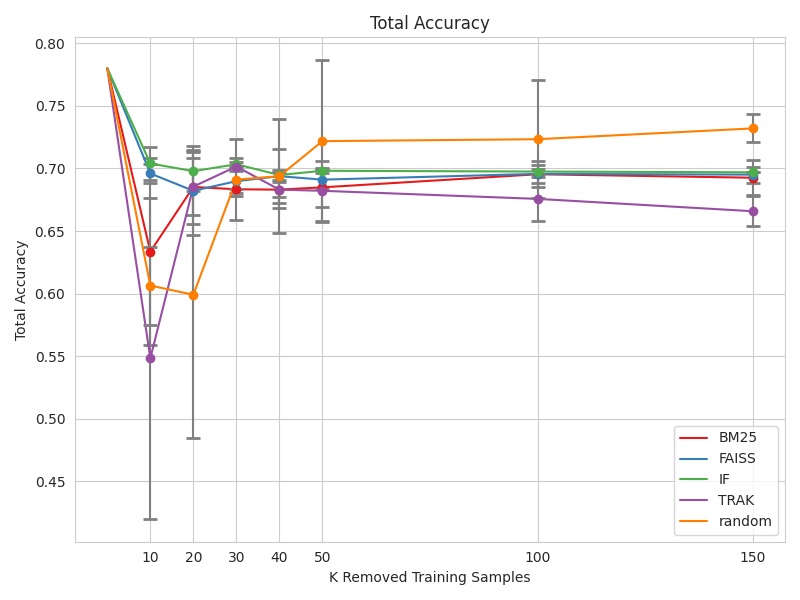 Total Accuracy
0.80
0.75
0.70
0.65
0.60
0.55
0.50
0.45
Total Accuracy
10 20 30 40 50 100 150
K Removed Training Samples
BM25
FAISS
IF
TRAK
random